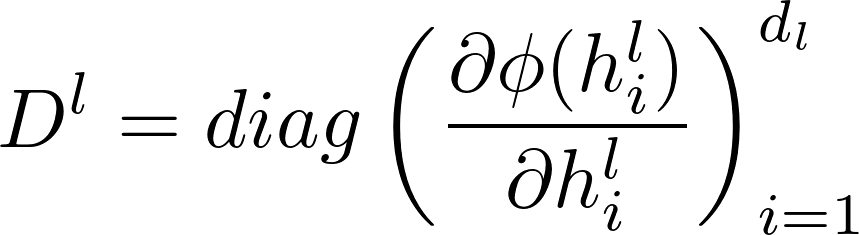 D^l = diag \left( \frac{\partial \phi(h_i^l)}{\partial h_i^l} \right)_{i=1}^{d_l}